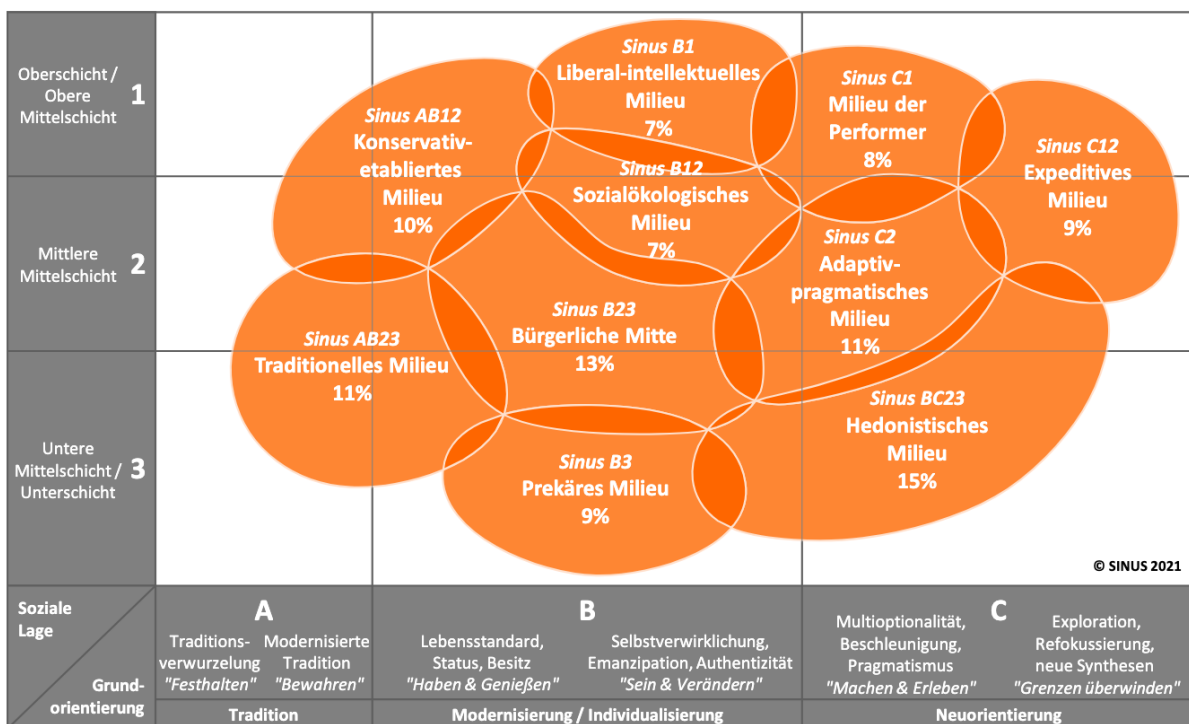 Oberschicht /
Obere
Mittelschicht
1
Mittlere
Mittelschicht
2
Untere
Mittelschicht /
Unterschicht
3
Sinus B1
Liberal-intellektuelles
Milieu
7%
Sinus C1
Milieu der
Performer
8%
Sinus AB12
Konservativ-
etabliertes
Milieu
10%
Sinus B12
Sozialökologisches
Milieu
7%
Sinus C12
Expeditives
Milieu
9%
Sinus C2
Adaptiv-
pragmatisches
Milieu
11%
Sinus AB23
Traditionelles Milieu
11%
Sinus B23
Bürgerliche Mitte
13%
Sinus BC23
Hedonistisches
Milieu
15%
Sinus B3
Prekäres Milieu
9%
© SINUS 2021
Soziale
Lage
Grund-
orientierung
A
Traditions-
verwurzelung
"Festhalten"
Modernisierte
Tradition
"Bewahren"
Tradition
B
Lebensstandard,
Status, Besitz
"Haben & Genießen"
Selbstverwirklichung,
Emanzipation, Authentizität
"Sein & Verändern"
Modernisierung / Individualisierung
C
Multioptionalität,
Beschleunigung,
Pragmatismus
"Machen & Erleben"
Exploration,
Refokussierung,
neue Synthesen
"Grenzen überwinden"
Neuorientierung